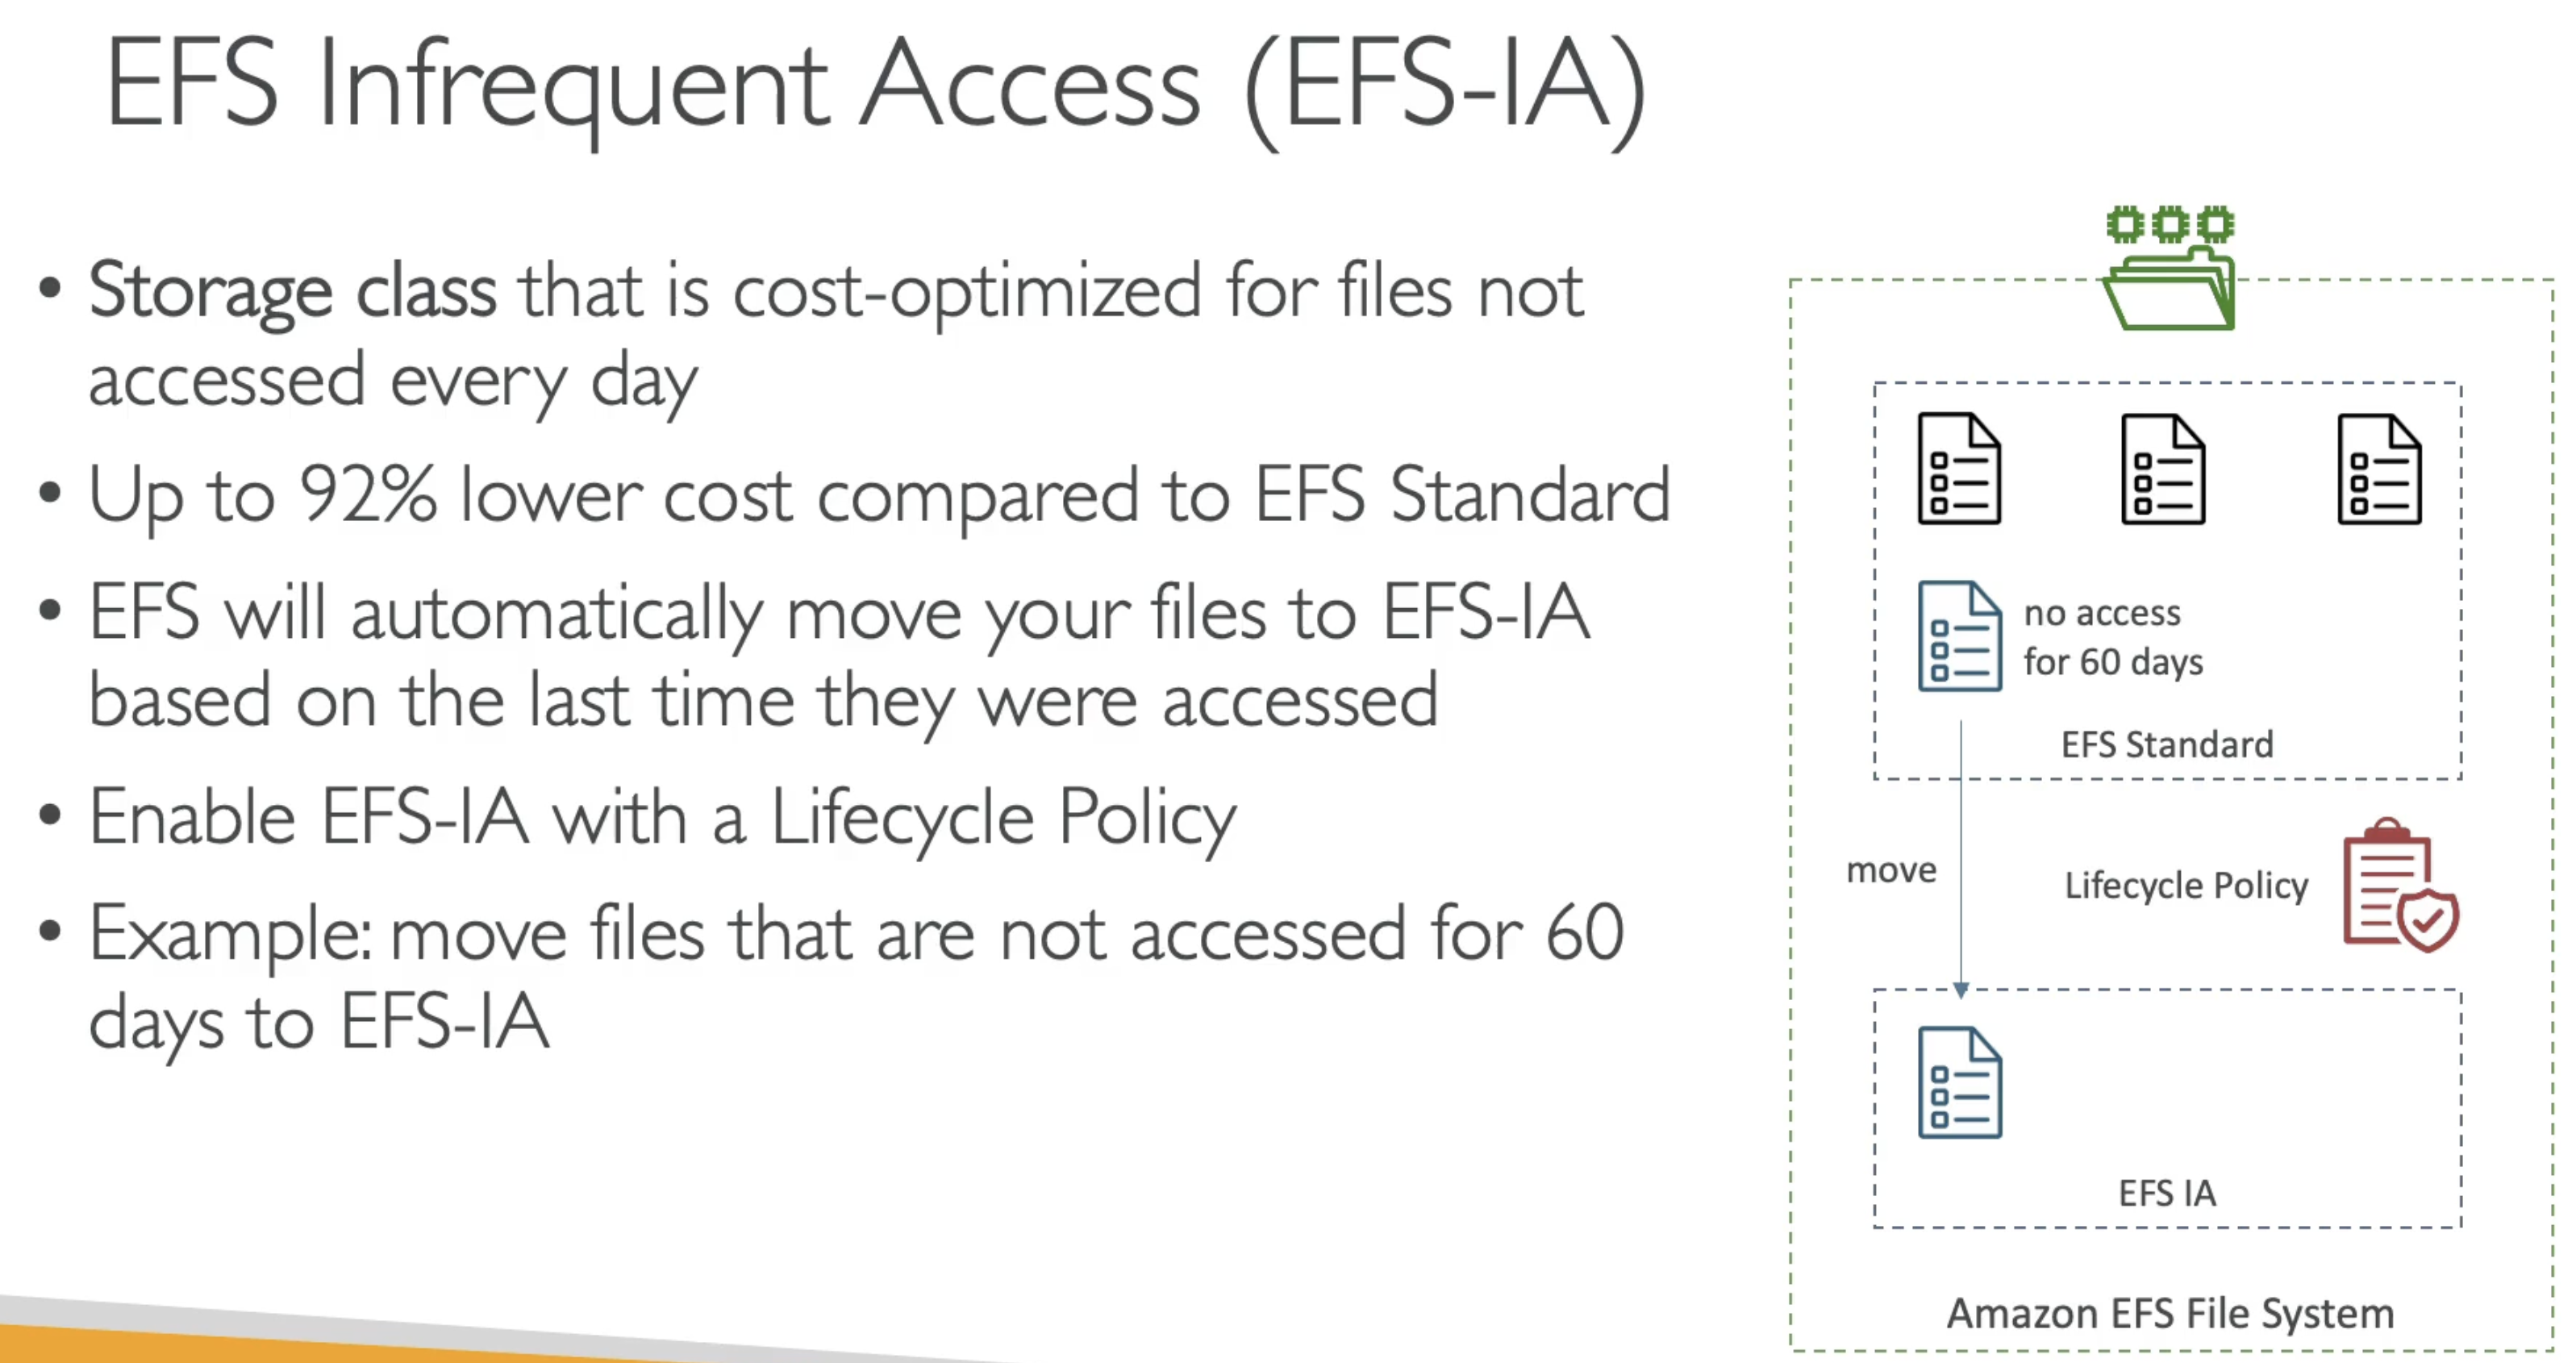 EFS Infrequent Access (EFS-IA)
• Storage class that is cost-optimized for files not
accessed every day
• Up to 92% lower cost compared to EFS Standard
• EFS will automatically move your files to EFS-IA
based on the last time they were accessed
• Enable EFS-IA with a Lifecycle Policy
• Example: move files that are not accessed for 60
days to EFS-IA
no access
for 60 days
EFS Standard
move
Lifecycle Policy
EFS IA
Amazon EFS File System